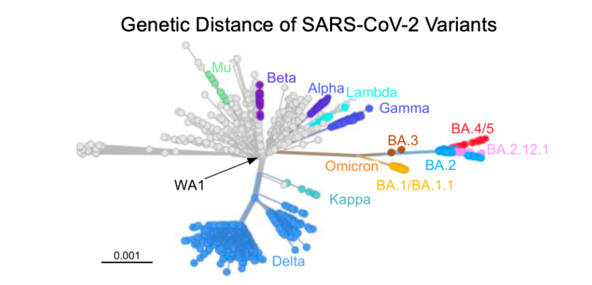 Genetic Distance of SARS-CoV-2 Variants
Mu
Beta
Alpha
Lambda
Gamma
BA.4/5
BA.3
BA.2.12.1
BA.2
Omicron
WA1
BA.1/BA.1.1
Kappa
Delta
0.001